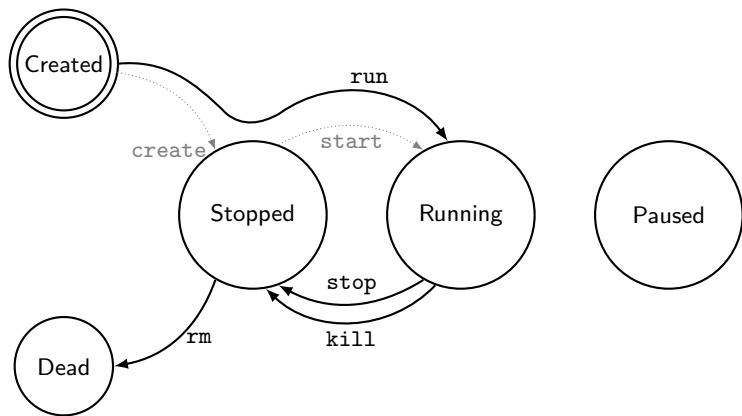 Created
run
create
start
Stopped
Running
Paused
stop
kill
rm
Dead